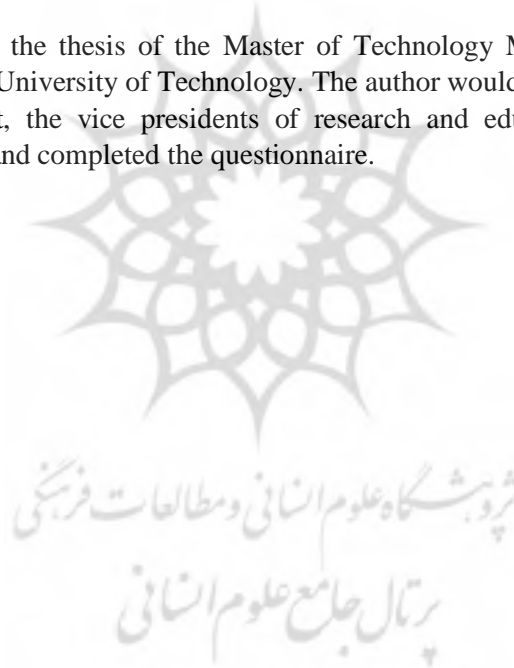 the thesis of the Master of Technology M
University of Technology. The author would
t, the vice presidents of research and edu
and completed the questionnaire.
پژوهشگاه علوم انسانی و مطالعات فرهنگی
پرتال جامع علوم انسانی